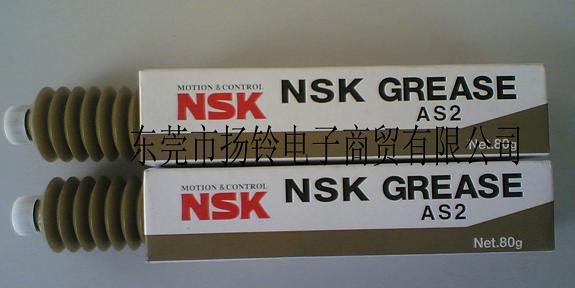 MOTION & CONTROL
NSK
NSK GREASE
AS2
Net.80g
东莞市扬铃电子商贸有限公司
MOTION & CONTROL
NSK
NSK GREASE
AS2
Net.80g